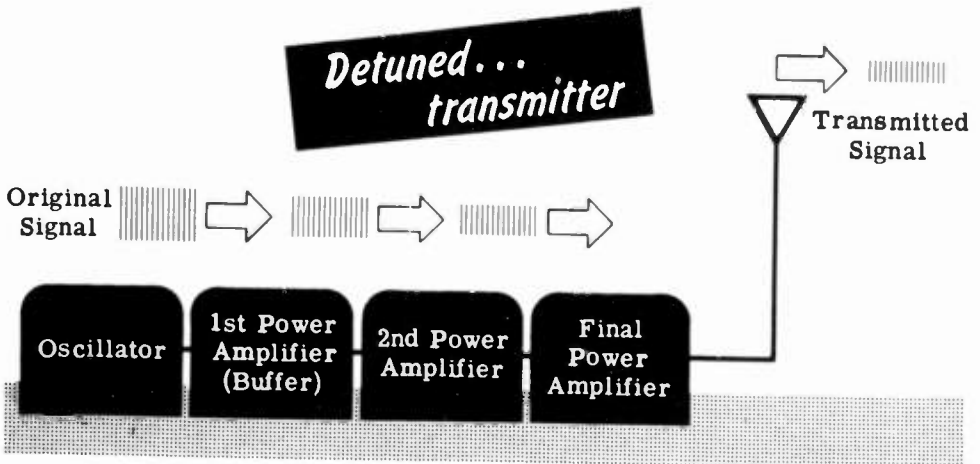 Detuned...
transmitter
Transmitted
Signal
Original
Signal
Oscillator
1st Power
Amplifier
(Buffer)
2nd Power
Amplifier
Final
Power
Amplifier